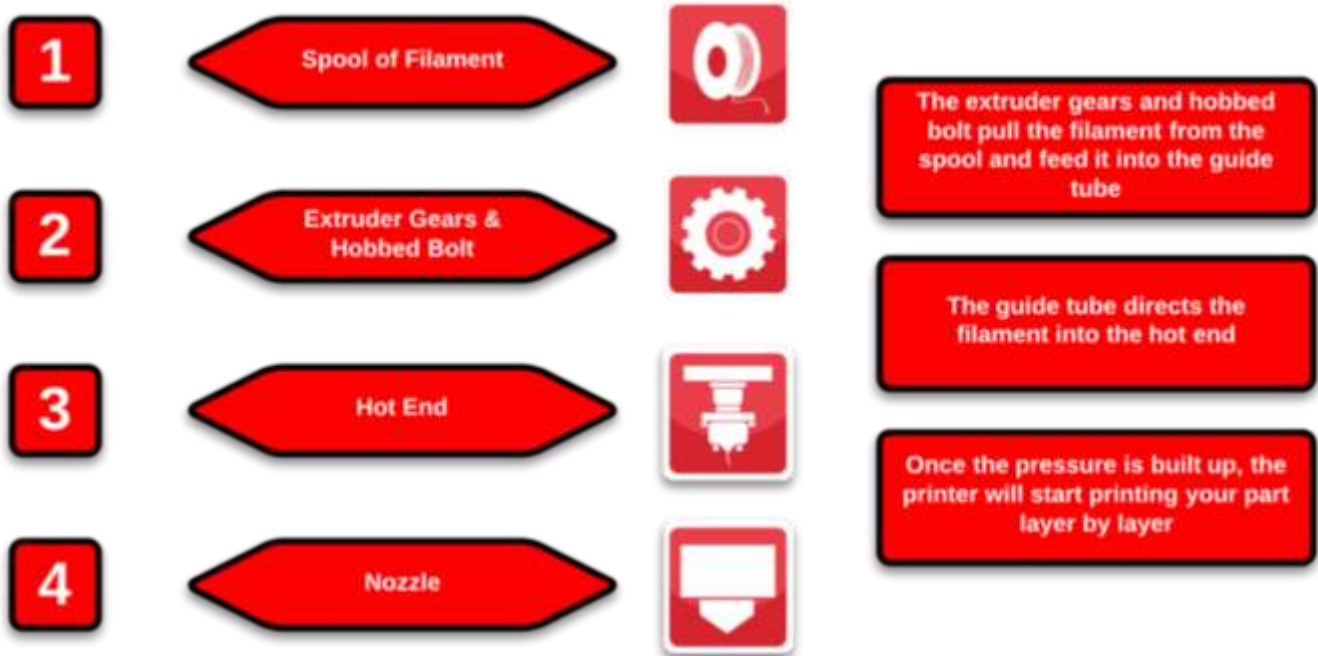 1
Spool of Filament
2
Extruder Gears &
Hobbed Bolt
3
Hot End
4
Nozzle
The extruder gears and hobbed
bolt pull the filament from the
spool and feed it into the guide
tube
The guide tube directs the
filament into the hot end
Once the pressure is built up, the
printer will start printing your part
layer by layer